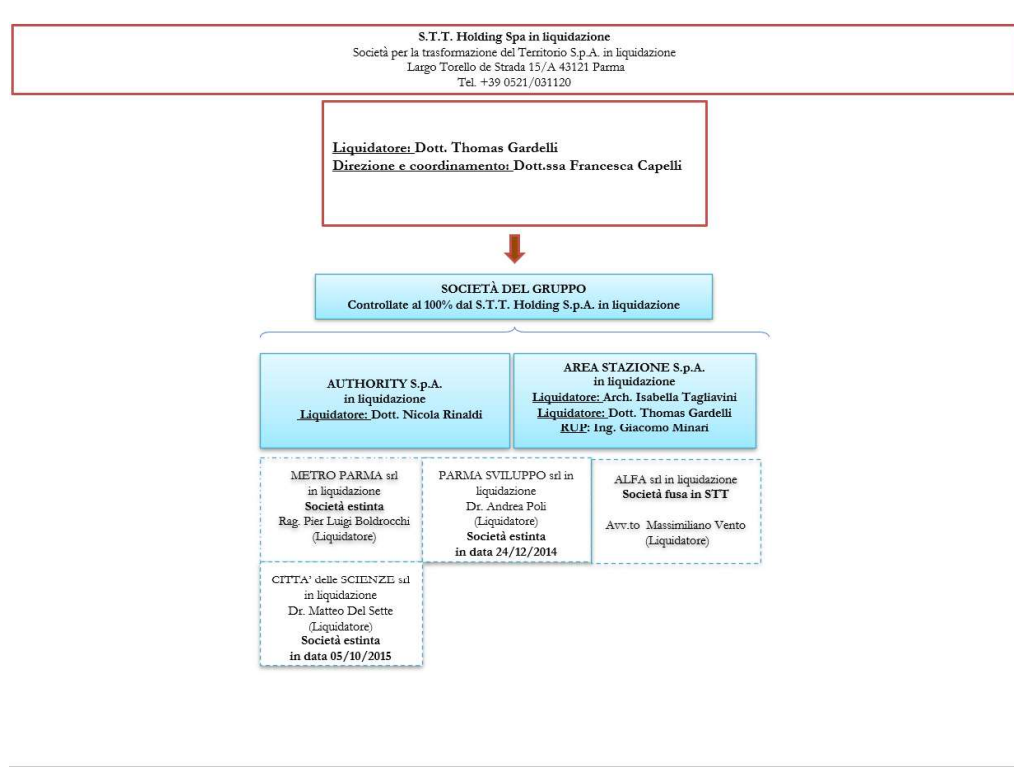 S.T.T. Holding Spa in liquidazione
Società per la trasformazione del Territorio S.p.A. in liquidazione
Largo Torello de Strada 15/A 43121 Parma
Tel. +39 0521/031120
Liquidatore: Dott. Thomas Gardelli
Direzione e coordinamento: Dott.ssa Francesca Capelli
SOCIETÀ DEL GRUPPO
Controllate al 100% dal S.T.T. Holding S.p.A. in liquidazione
AUTHORITY S.p.A.
in liquidazione
Liquidatore: Dott. Nicola Rinaldi
AREA STAZIONE S.p.A.
in liquidazione
Liquidatore: Arch. Isabella Tagliavini
Liquidatore: Dott. Thomas Gardelli
RUP: Ing. Giacomo Minari
METRO PARMA srl
in liquidazione
Società estinta
Rag. Pier Luigi Boldrocchi
(Liquidatore)
PARMA SVILUPPO srl in
liquidazione
Dr. Andrea Poli
(Liquidatore)
Società estinta
in data 24/12/2014
ALFA srl in liquidazione
Società fusa in STT
Avv.to Massimiliano Vento
(Liquidatore)
CITTA' delle SCIENZE srl
in liquidazione
Dr. Matteo Del Sette
(Liquidatore)
Società estinta
in data 05/10/2015